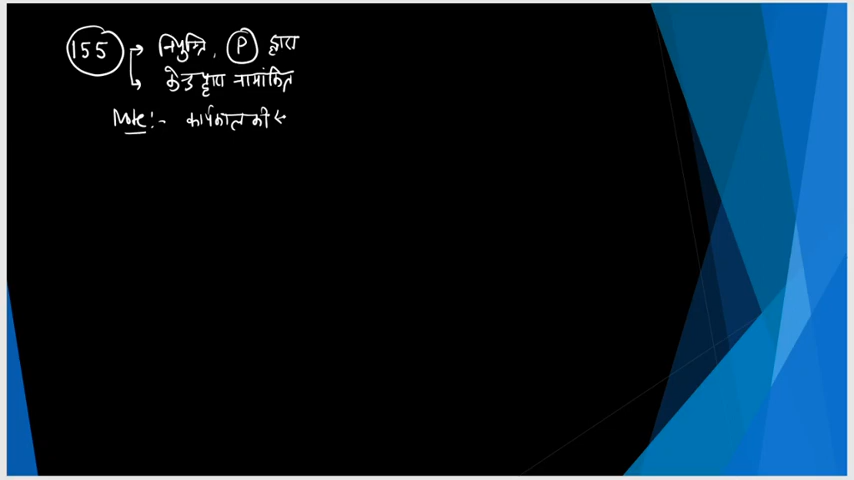 155 → नियुक्ति, P द्वारा
→ केन्द्र द्वारा नामांकित
Note :- कार्यकाल की